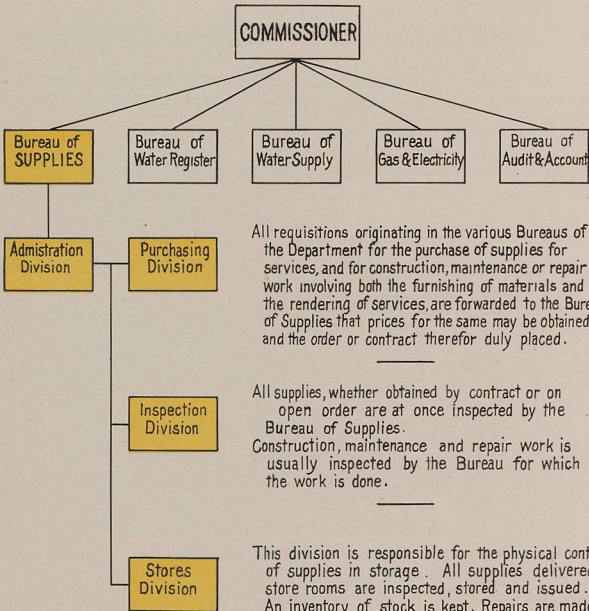 COMMISSIONER
Bureau of
SUPPLIES
Bureau of
Water Register
Bureau of
Water Supply
Bureau of
Gas & Electricity
Bureau of
Audit & Account
Admistration
Division
Purchasing
Division
All requisitions originating in the various Bureaus of
the Department for the purchase of supplies for
services, and for construction, maintenance or repair
work involving both the furnishing of materials and
the rendering of services, are forwarded to the Bure
of Supplies that prices for the same may be obtained
and the order or contract therefor duly placed.
Inspection
Division
All supplies, whether obtained by contract or on
open order are at once inspected by the
Bureau of Supplies.
Construction, maintenance and repair work is
usually inspected by the Bureau for which
the work is done.
Stores
Division
This division is responsible for the physical cont
of supplies in storage. All supplies delivered
store rooms are inspected, stored and issued.
An inventory of stock is kept. Repairs are made